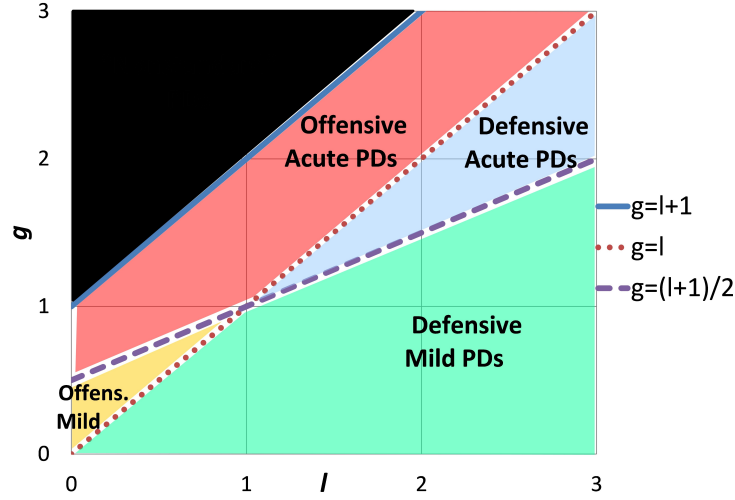 3
Offensive
Acute PDs
Defensive
Acute PDs
2
g=l+1
g
g=l
1
g=(l+1)/2
Defensive
Mild PDs
Offens.
Mild
0
0 1 l 2 3